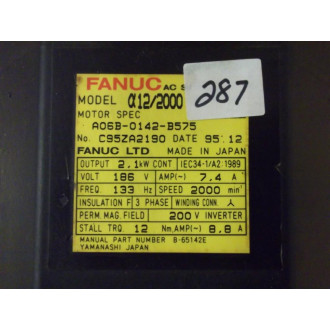 FANUC AC S
287
MODEL α12/2000
MOTOR SPEC
A06B-0142-B575
No. C95ZA2190 DATE 95.12
FANUC LTD MADE IN JAPAN
OUTPUT 2.1kW CONT IEC34-1/A2:1989
VOLT 186 V AMP(~) 7.4 A
FREQ. 133 Hz SPEED 2000 min⁻¹
INSULATION F 3 PHASE WINDING CONN. 人
PERM. MAG. FIELD 200 V INVERTER
STALL TRQ. 12 Nm, AMP(~) 8.8 A
MANUAL PART NUMBER B-65142E
YAMANASHI JAPAN